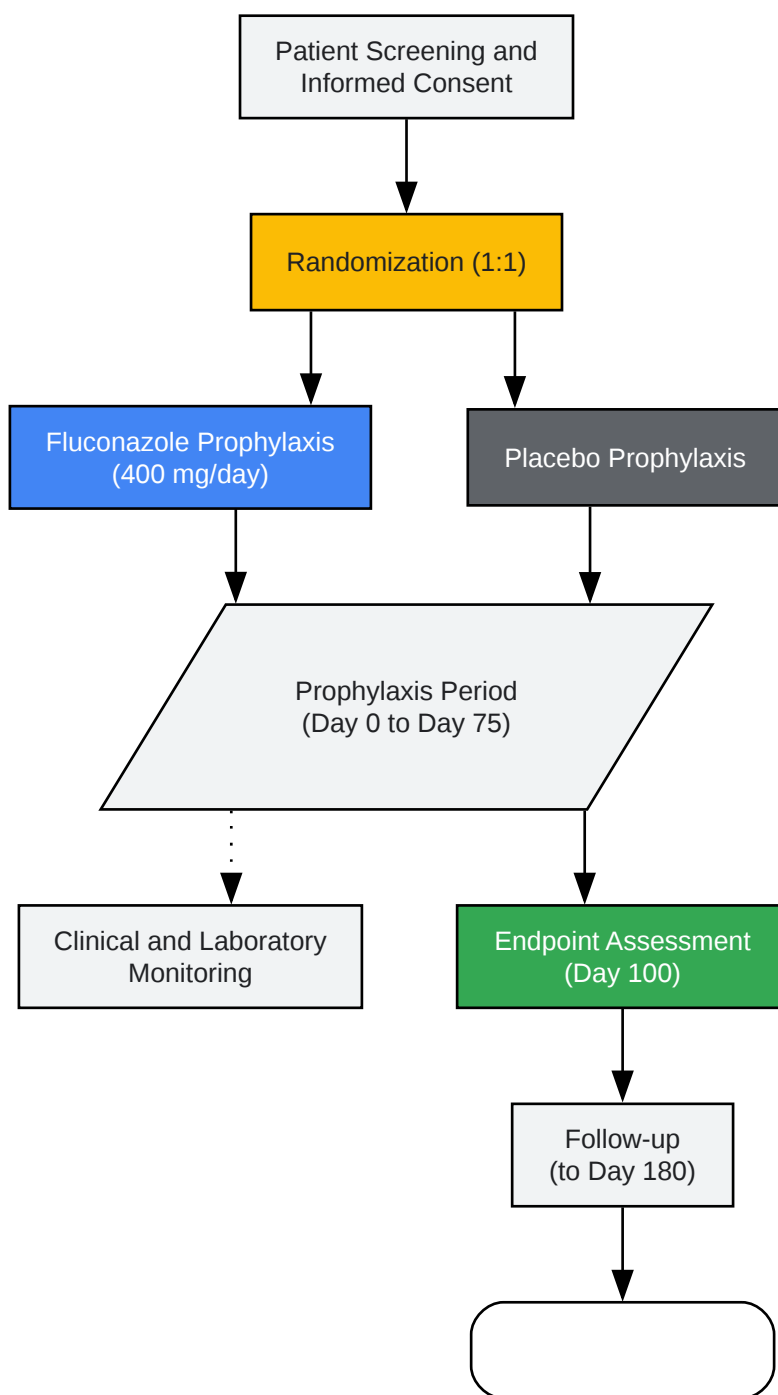 Patient Screening and
Informed Consent
Randomization (1:1)
Fluconazole Prophylaxis
(400 mg/day)
Placebo Prophylaxis
Prophylaxis Period
(Day 0 to Day 75)
Clinical and Laboratory
Monitoring
Endpoint Assessment
(Day 100)
Follow-up
(to Day 180)